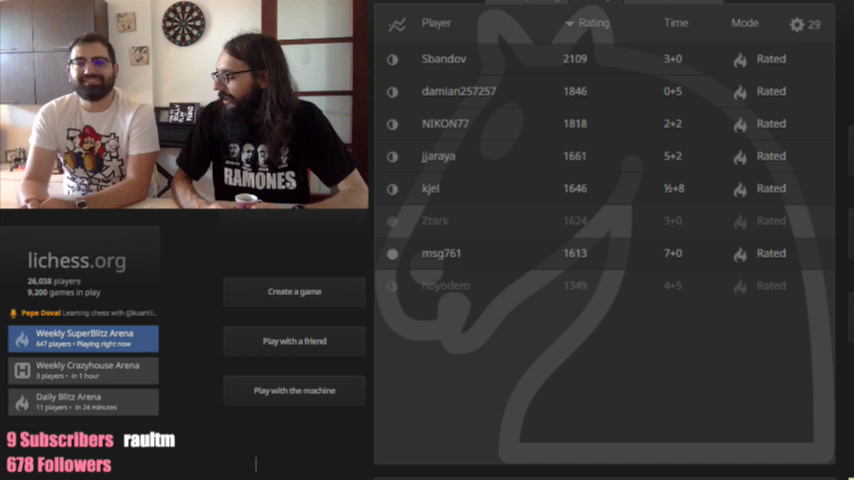 RAMONES
Player Rating Time Mode 29
Sbandov 2109 3+0 Rated
damian257257 1846 0+5 Rated
NIKON77 1818 2+2 Rated
jjaraya 1661 5+2 Rated
kjel 1646 ½+8 Rated
Ztark 1624 3+0 Rated
msg761 1613 7+0 Rated
hoyodem 1349 4+5 Rated
lichess.org
26,038 players
9,200 games in play
Pepe Doval Learning chess with @kuartil...
Weekly SuperBlitz Arena
647 players • Playing right now
Weekly Crazyhouse Arena
3 players • in 1 hour
Daily Blitz Arena
11 players • in 24 minutes
Create a game
Play with a friend
Play with the machine
9 Subscribers raultm
678 Followers